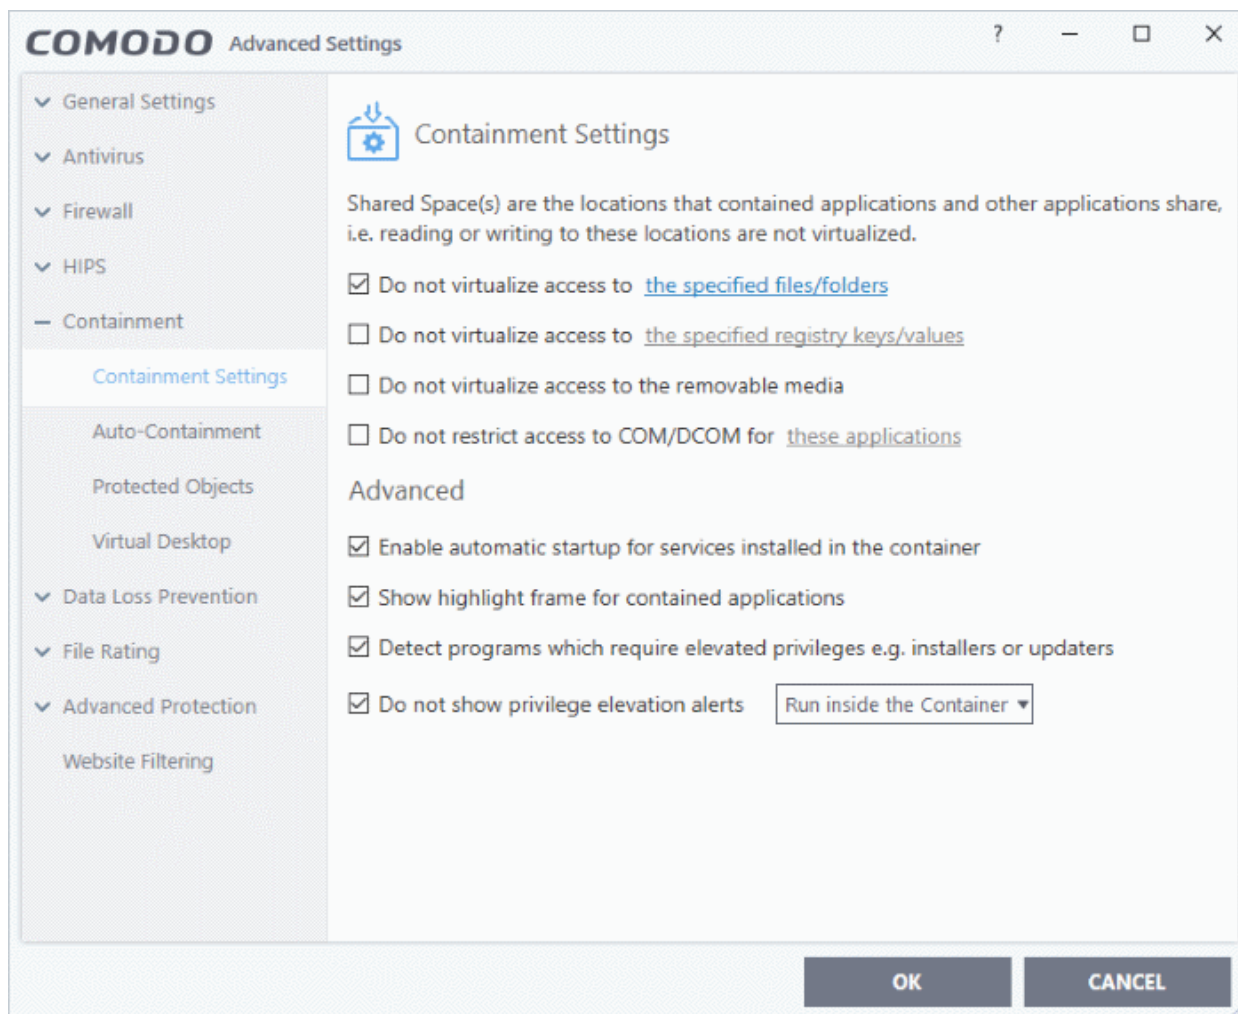 COMODO Advanced Settings
?
General Settings
Antivirus
Firewall
HIPS
Containment
Containment Settings
Auto-Containment
Protected Objects
Virtual Desktop
Data Loss Prevention
File Rating
Advanced Protection
Website Filtering
Containment Settings
Shared Space(s) are the locations that contained applications and other applications share,
i.e. reading or writing to these locations are not virtualized.
Do not virtualize access to the specified files/folders
Do not virtualize access to the specified registry keys/values
Do not virtualize access to the removable media
Do not restrict access to COM/DCOM for these applications
Advanced
Enable automatic startup for services installed in the container
Show highlight frame for contained applications
Detect programs which require elevated privileges e.g. installers or updaters
Do not show privilege elevation alerts Run inside the Container
OK CANCEL